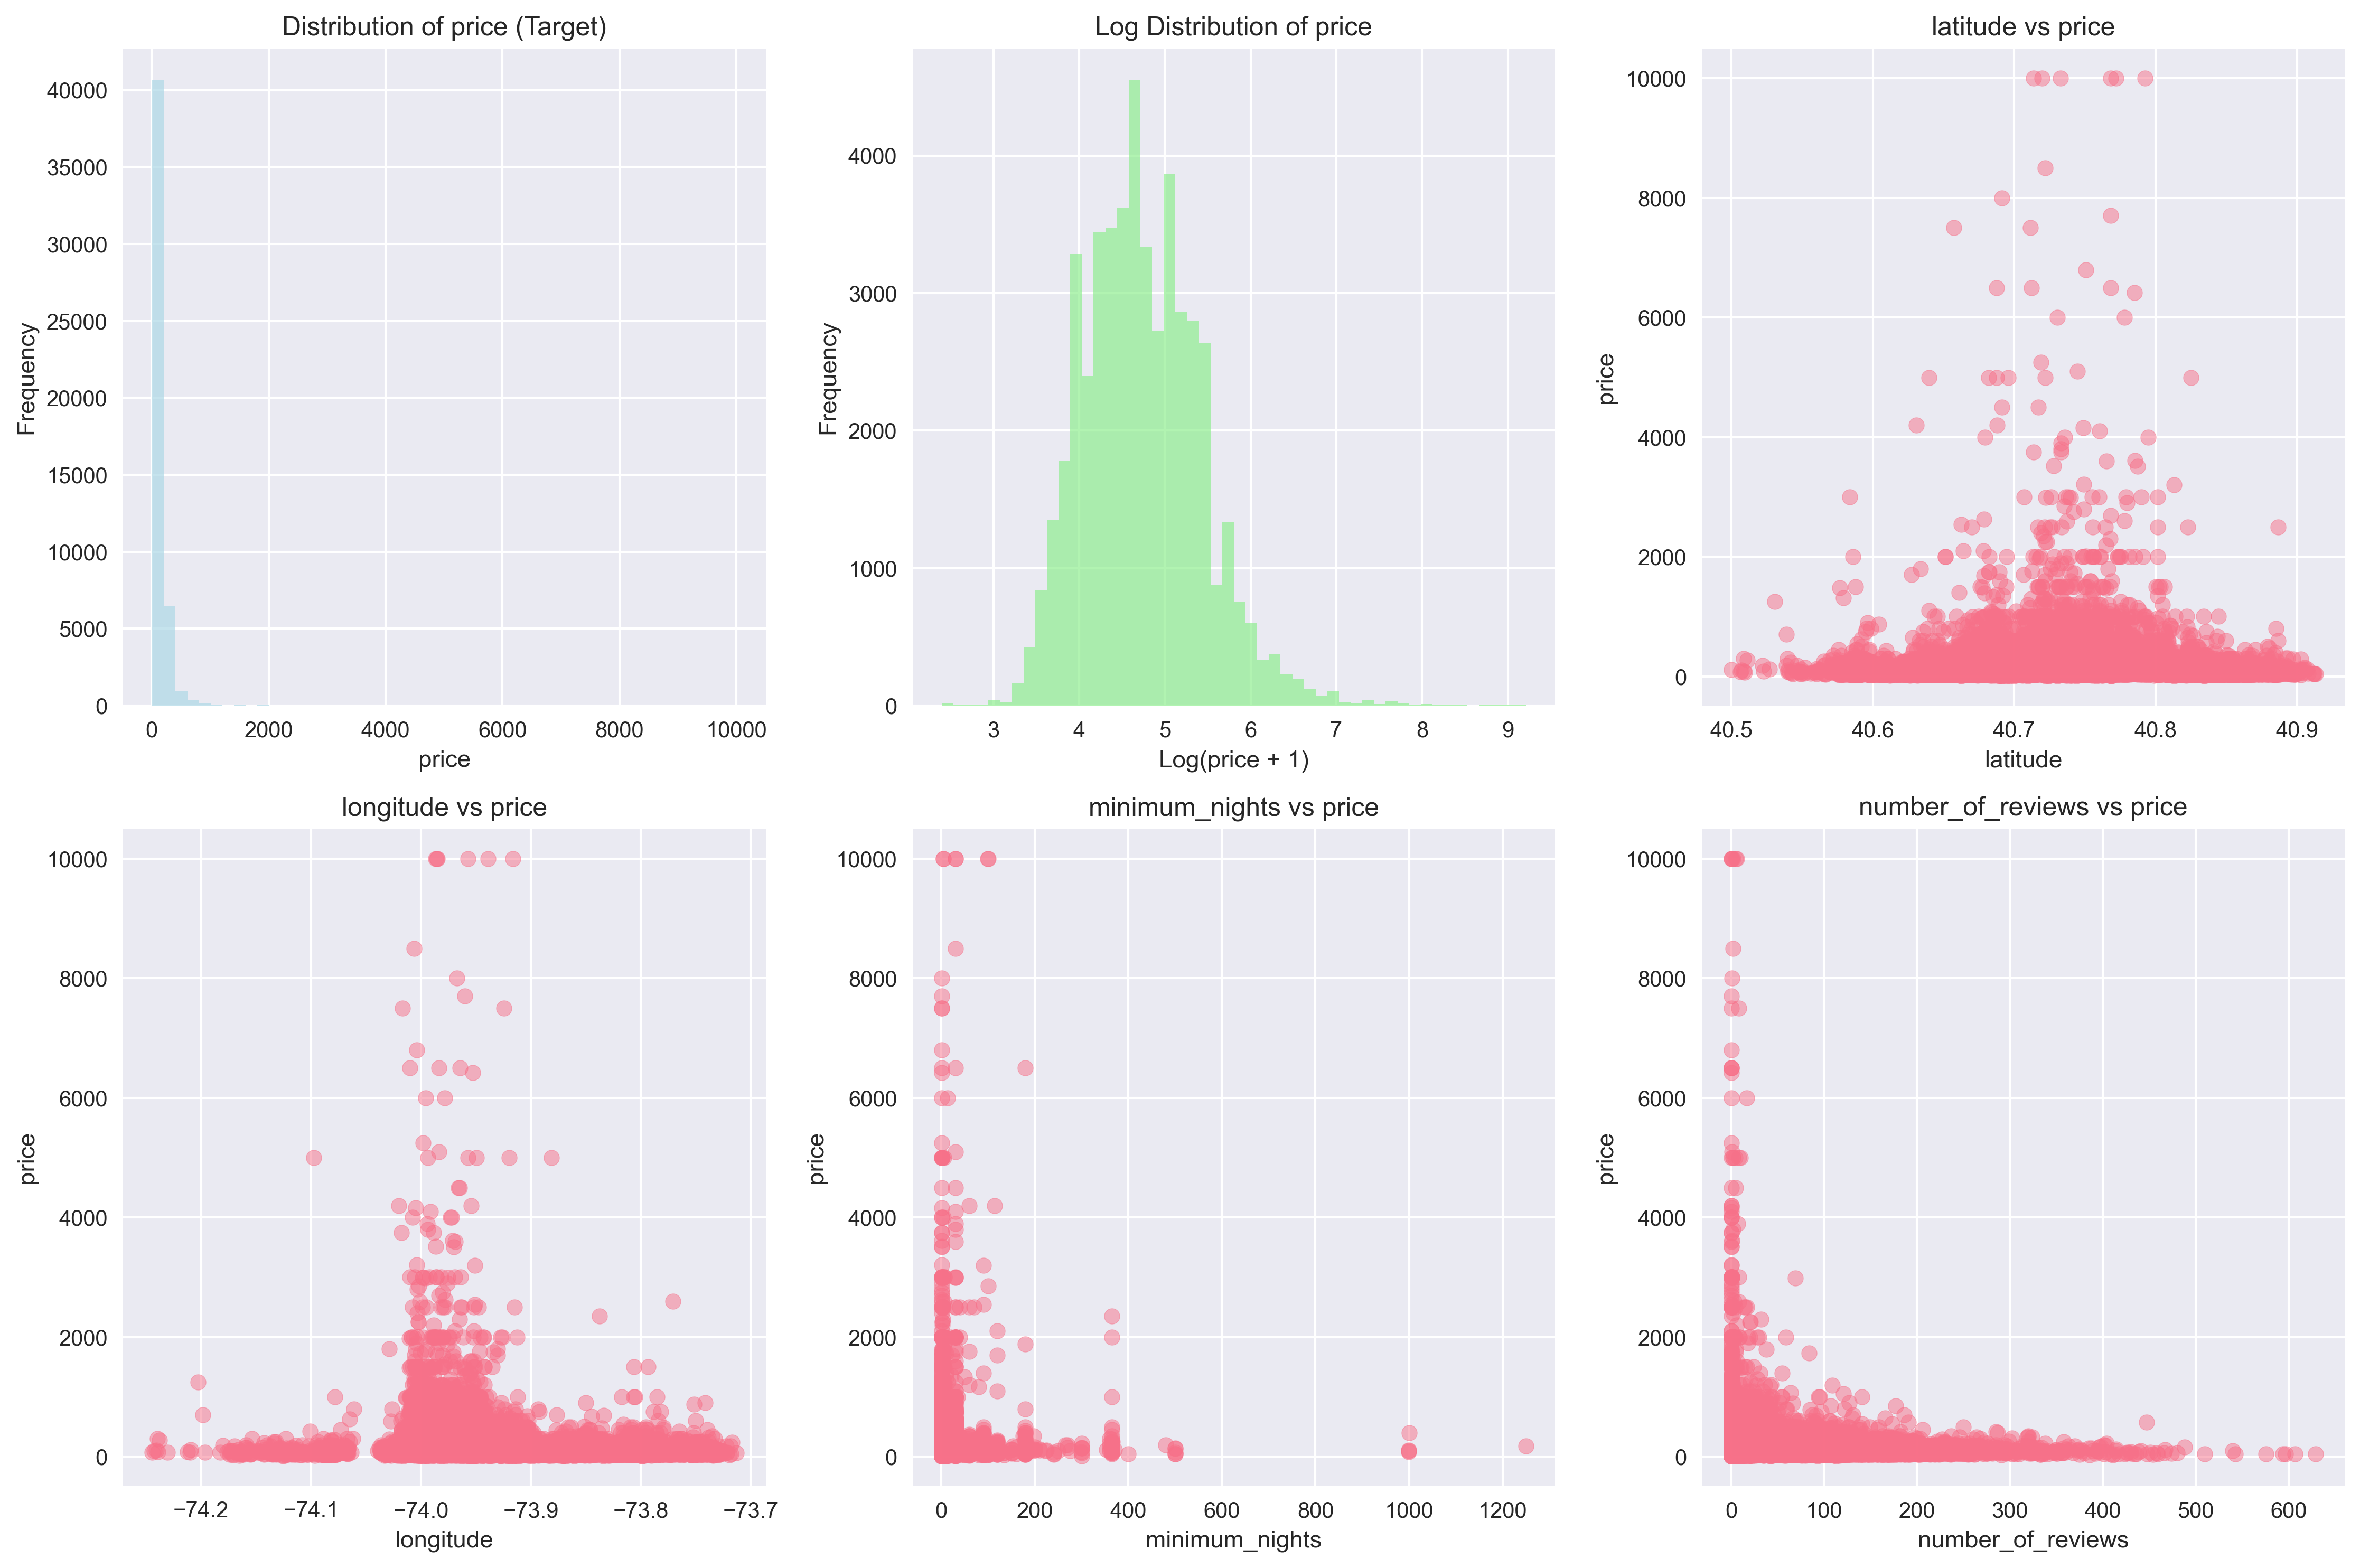 Distribution of price (Target)
40000
35000
30000
25000
20000
15000
10000
5000
0
Frequency
0 2000 4000 6000 8000 10000
price
Log Distribution of price
4000
3000
2000
1000
0
Frequency
3 4 5 6 7 8 9
Log(price + 1)
latitude vs price
10000
8000
6000
4000
2000
0
price
40.5 40.6 40.7 40.8 40.9
latitude
longitude vs price
10000
8000
6000
4000
2000
0
price
−74.2 −74.1 −74.0 −73.9 −73.8 −73.7
longitude
minimum_nights vs price
10000
8000
6000
4000
2000
0
price
0 200 400 600 800 1000 1200
minimum_nights
number_of_reviews vs price
10000
8000
6000
4000
2000
0
price
0 100 200 300 400 500 600
number_of_reviews